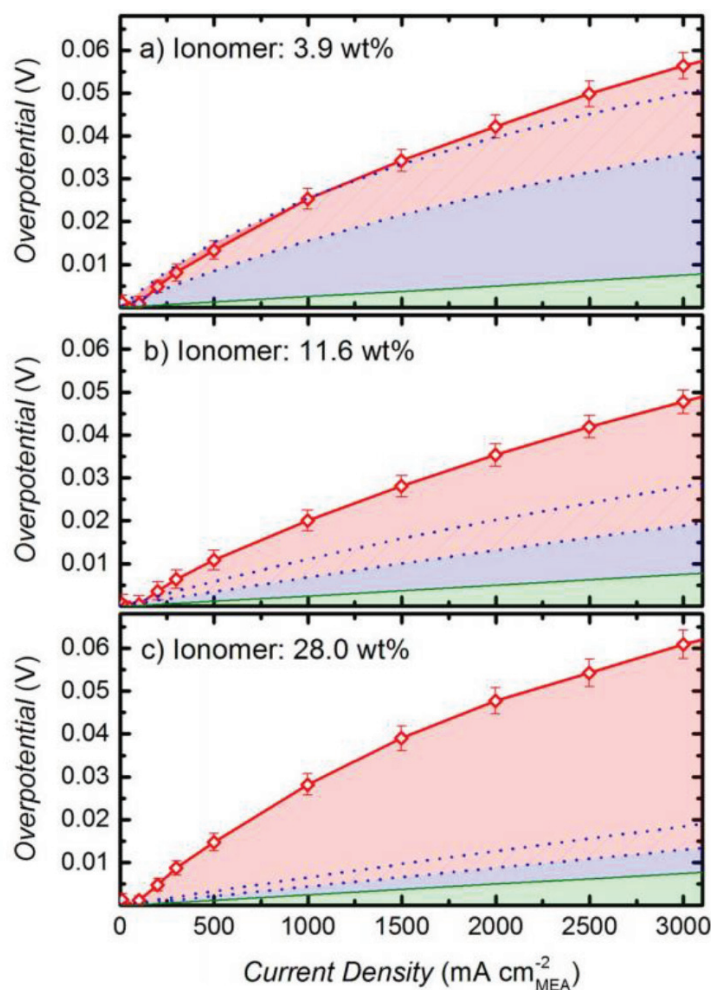 a) Ionomer: 3.9 wt%
0.06
0.05
0.04
0.03
0.02
0.01
Overpotential (V)
b) Ionomer: 11.6 wt%
0.06
0.05
0.04
0.03
0.02
0.01
Overpotential (V)
c) Ionomer: 28.0 wt%
0.06
0.05
0.04
0.03
0.02
0.01
Overpotential (V)
0 500 1000 1500 2000 2500 3000
Current Density (mA cm⁻²MEA)